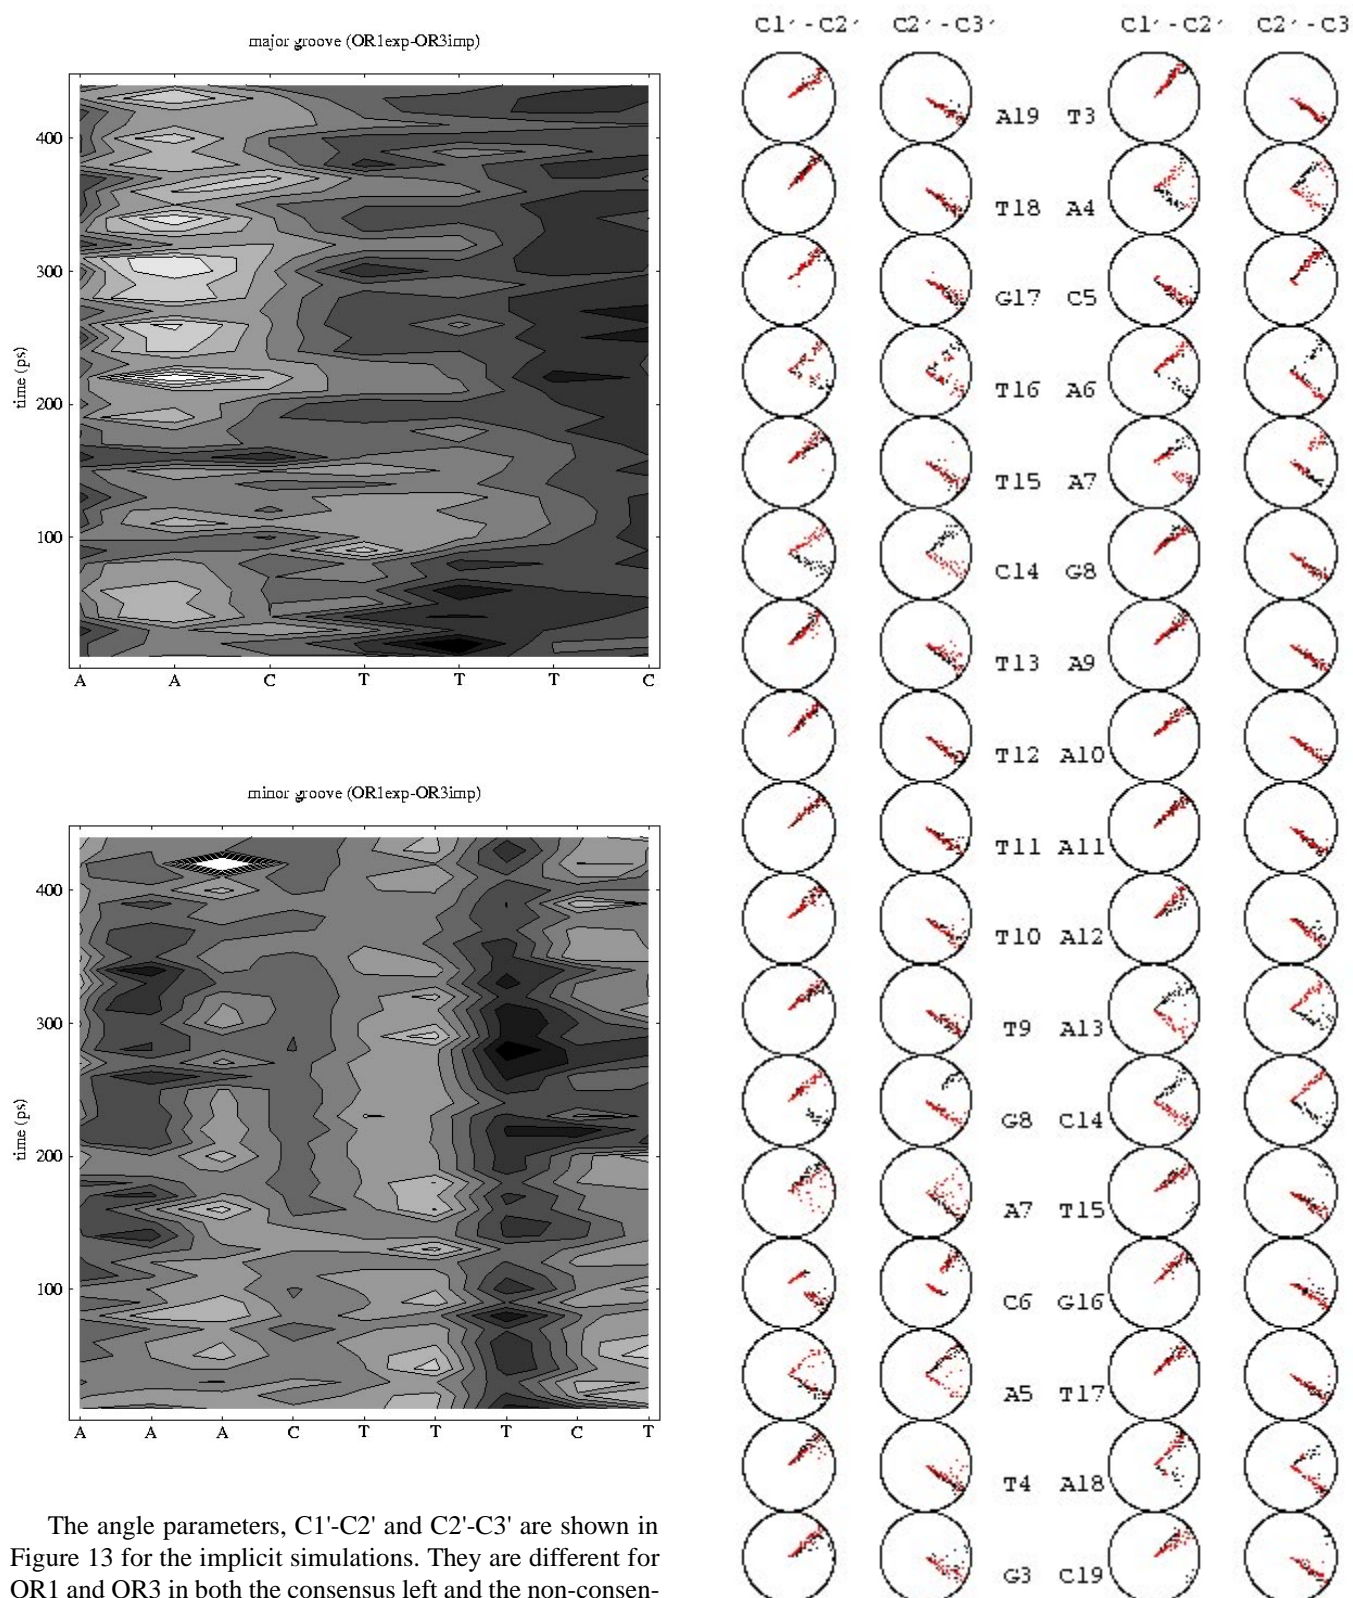 major groove (OR1exp-OR3imp)
400
300
200
100
time (ps)
A A C T T T C
minor groove (OR1exp-OR3imp)
400
300
200
100
time (ps)
A A A C T T T C T
The angle parameters, C1'-C2' and C2'-C3' are shown in
Figure 13 for the implicit simulations. They are different for
OR1 and OR3 in both the consensus left and the non-consen-
C1'-C2' C2'-C3' C1'-C2' C2'-C3
A19 T3
T18 A4
G17 C5
T16 A6
T15 A7
C14 G8
T13 A9
T12 A10
T11 A11
T10 A12
T9 A13
G8 C14
A7 T15
C6 G16
A5 T17
T4 A18
G3 C19